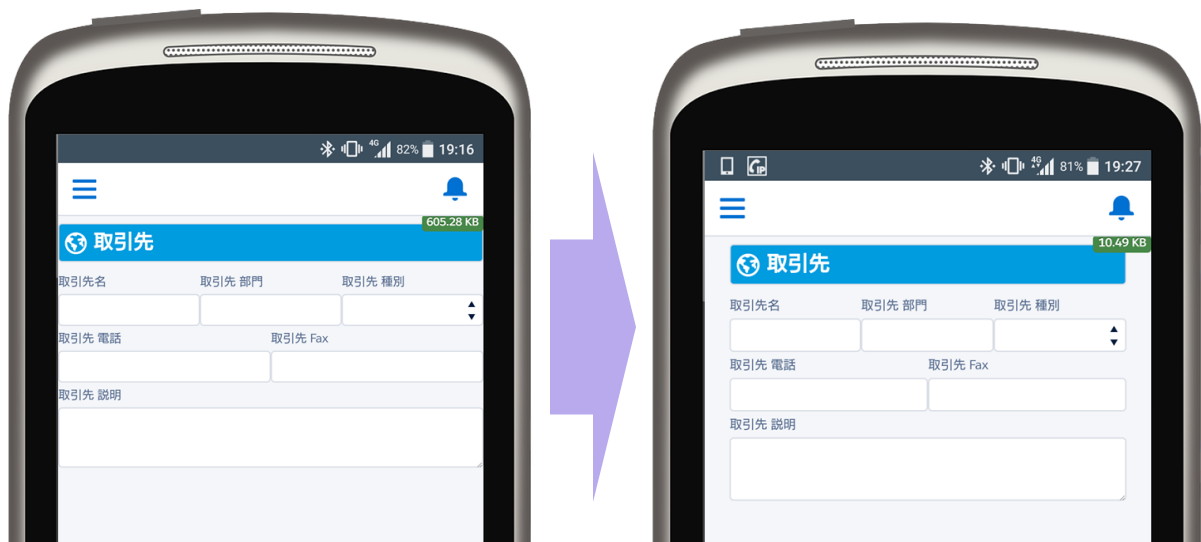 4G 82% 19:16
605.28 KB
取引先
取引先名 取引先 部門 取引先 種別
取引先 電話 取引先 Fax
取引先 説明
IP 4G 81% 19:27
10.49 KB
取引先
取引先名 取引先 部門 取引先 種別
取引先 電話 取引先 Fax
取引先 説明